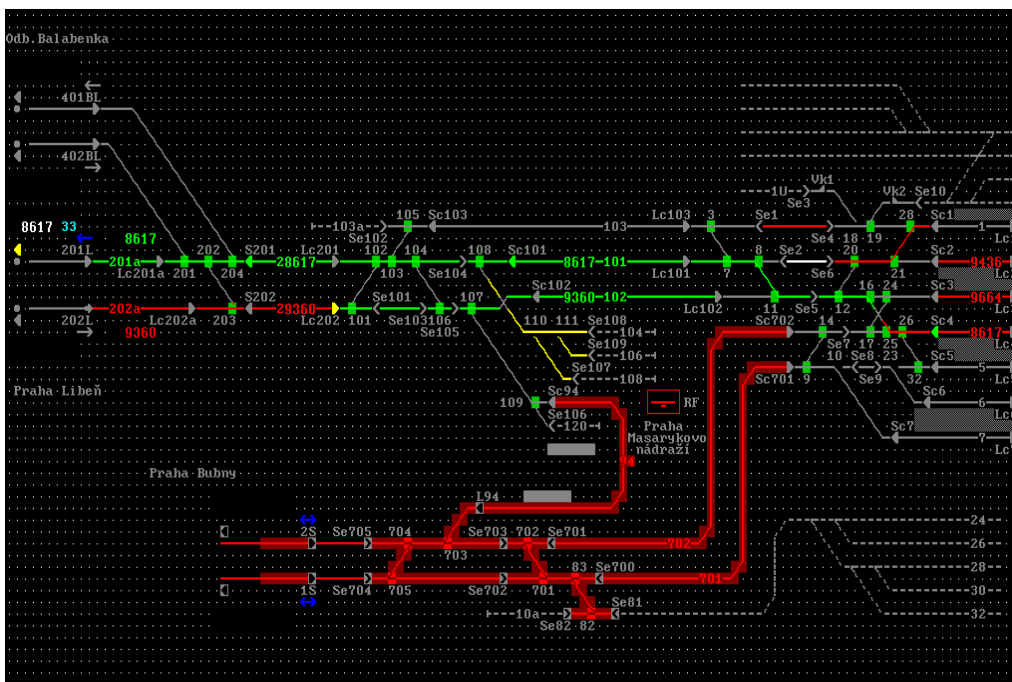 Odb.Balabenka
401BL
402BL
Vk1
1U
Se3
Vk2 Se10
105 Sc103
103a
Se102
103
Lc103 3 Se1
Se4 18
19
28 Sc1
1
8617 33
8617
201L
202 S201
Lc201
102 104
108 Sc101
8 Se2
20
Sc2
Lc
201a
28617
8617 101
9436
Lc201a 201
204
103
Se104
Lc101
7
Se6
21
Lc
S202
Se101
107
Sc102
16 24
Sc3
202a
29360
9360 102
9664
202L
Lc202a 203
Lc202 101
Se103 106
Se105
Lc102
11 Se5 12
9360
110 111 Se108
104
Sc702 14
26 Sc4
8617
Se109
106
Se7 17 25
10 Se8 23
Sc5
5
Se107
108
Sc701 9
Se9
32
Praha Libeň
Sc94
109
Se106
120
RF
Sc6
6
Praha
Masarykovo
nádraží
Sc7
7
Lc
94
Praha Bubny
L94
2S Se705 704
Se703 702 Se701
24
703
702
26
83 Se700
28
701
1S Se704 705
Se702 701
30
10a
Se81
32
Se82 82